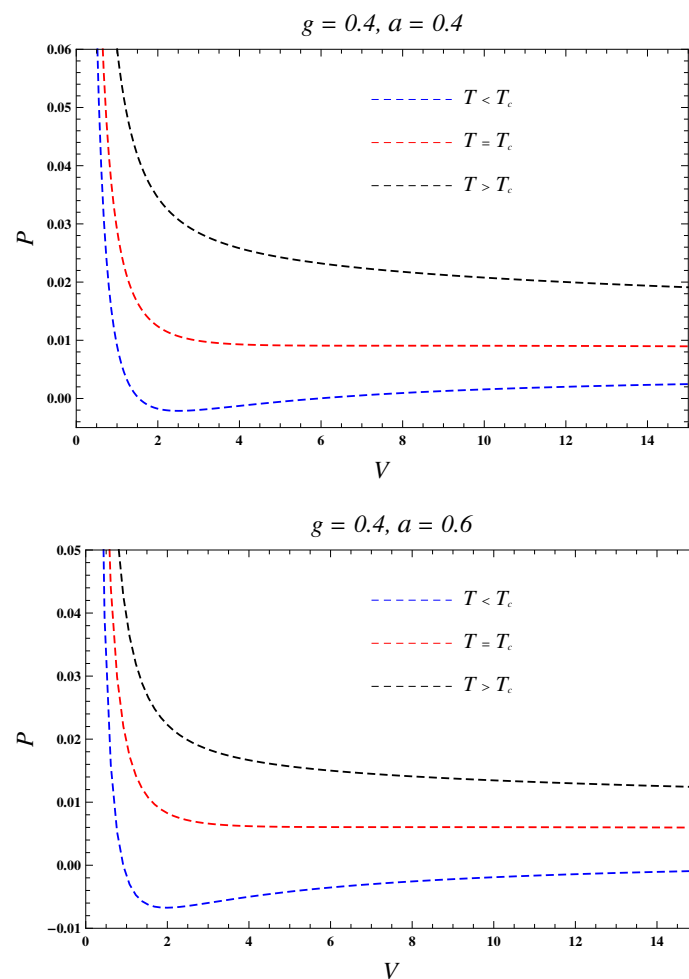 g = 0.4, a = 0.4
0.06
0.05
0.04
0.03
0.02
0.01
0.00
P
T < Tc
T = Tc
T > Tc
0 2 4 6 8 10 12 14
V
g = 0.4, a = 0.6
0.05
0.04
0.03
0.02
0.01
0.00
−0.01
P
T < Tc
T = Tc
T > Tc
0 2 4 6 8 10 12 14
V